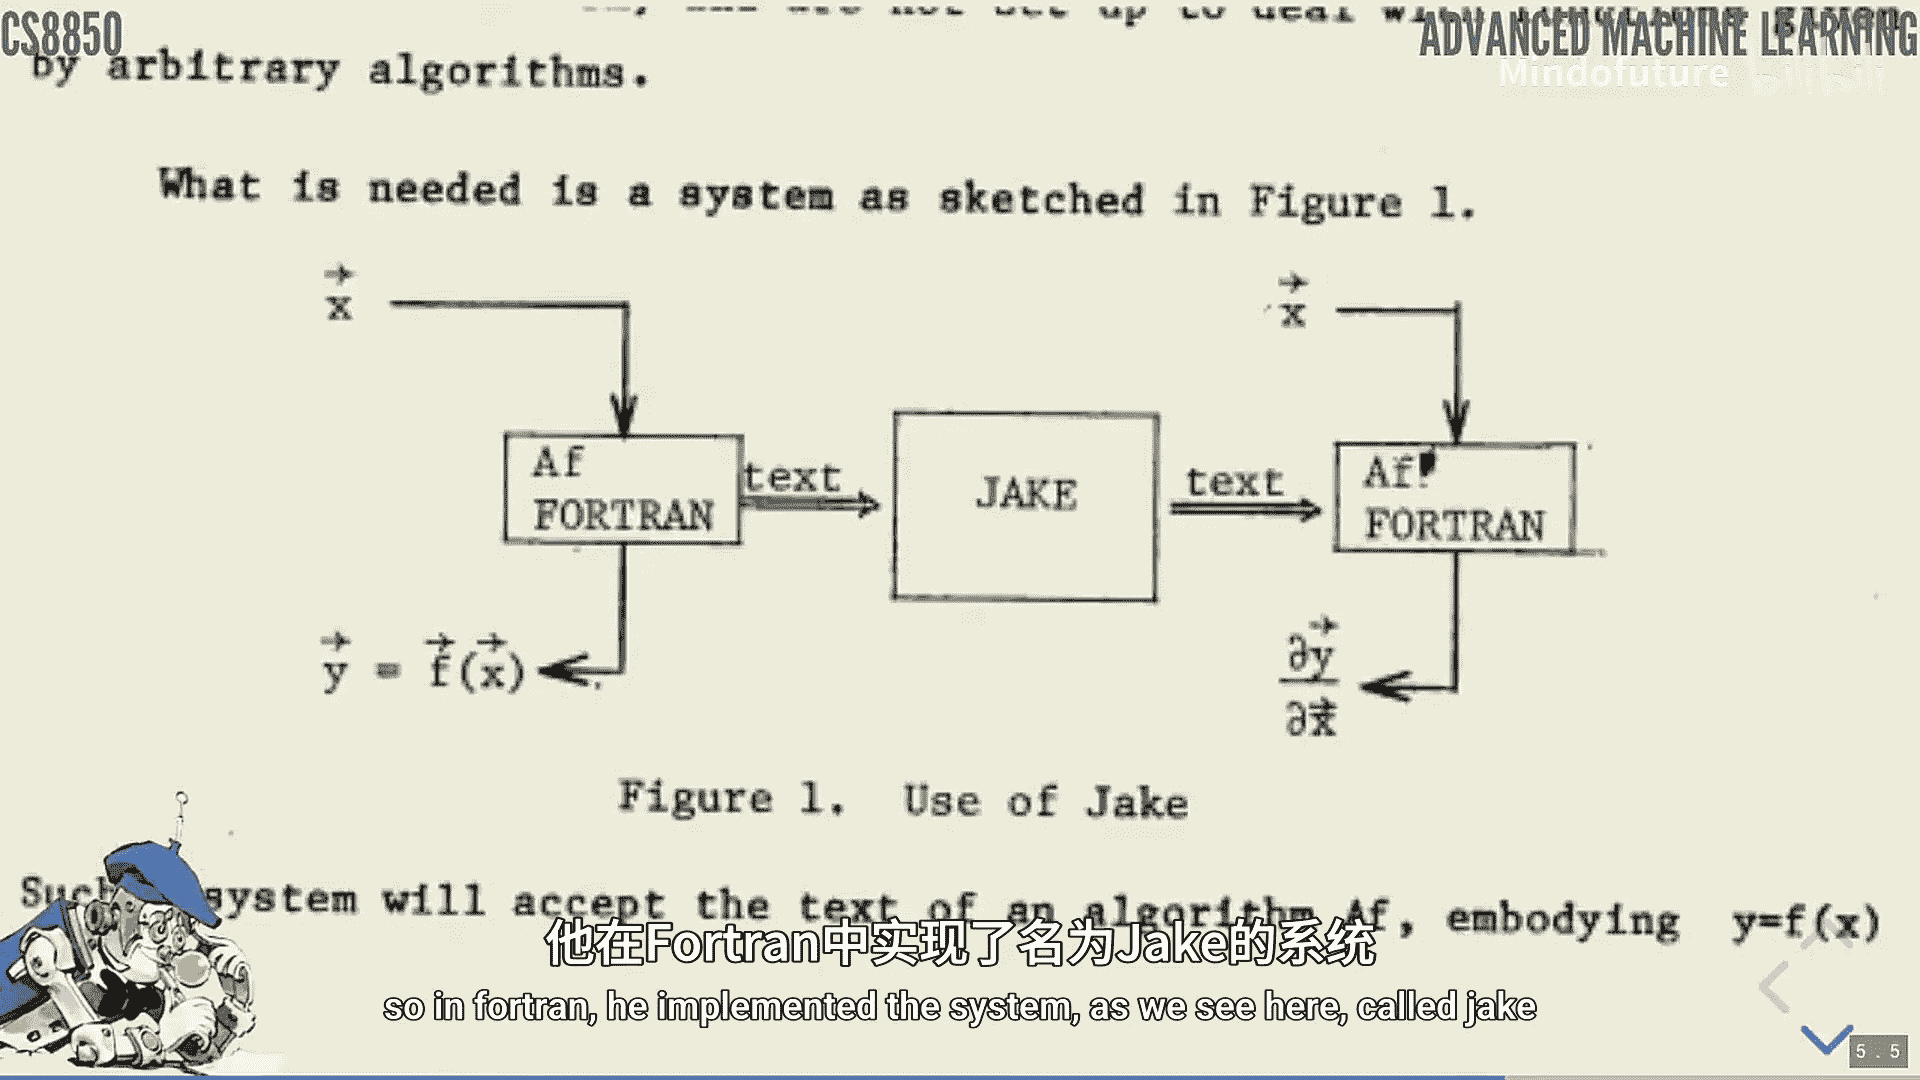 CS8850
ADVANCED MACHINE LEARNING
Mindofuture bilibili
by arbitrary algorithms.
What is needed is a system as sketched in Figure 1.
x
x
Af
FORTRAN
text
JAKE
text
Af'
FORTRAN
y = f(x)
∂y
∂x
Figure 1. Use of Jake
system will accept the text of an algorithm Af, embodying y=f(x)
他在Fortran中实现了名为Jake的系统
so in fortran, he implemented the system, as we see here, called jake
5.5